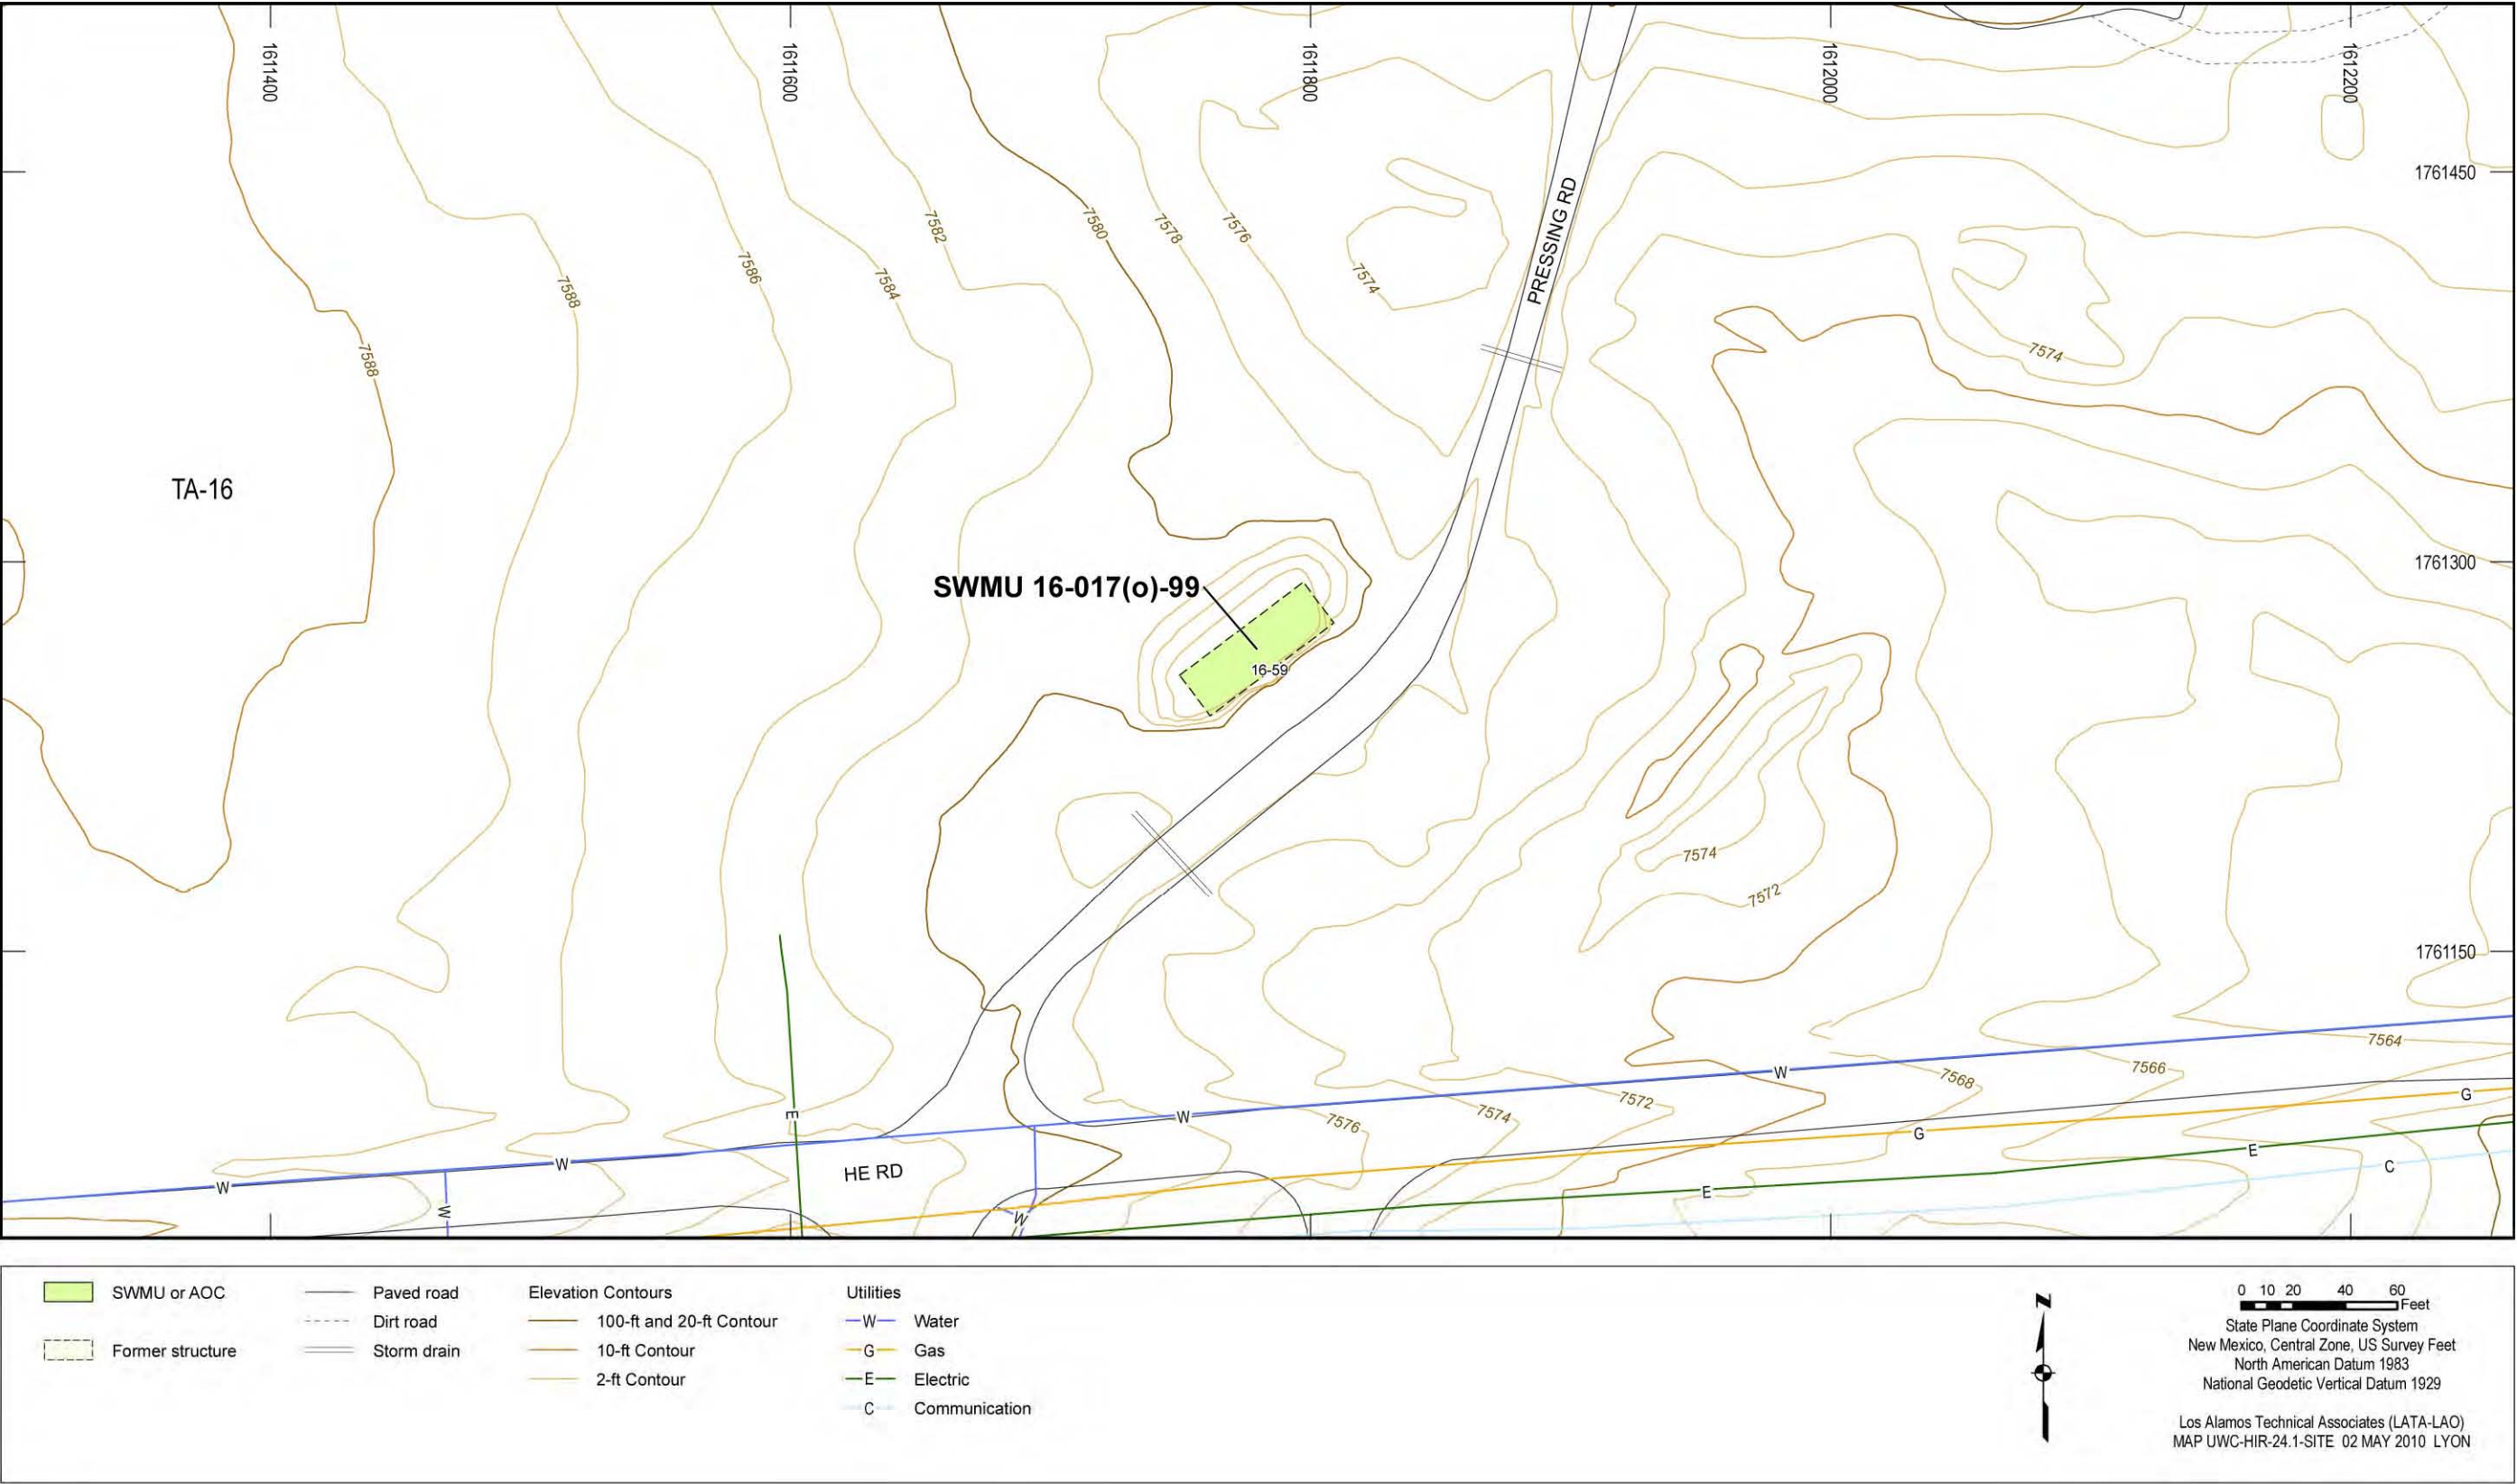 1611400
1611600
1611800
1612000
1612200
1761450
PRESSING RD
7582
7580
7578
7576
7586
7588
7584
7574
7588
7574
TA-16
1761300
SWMU 16-017(o)-99
16-59
7574
7572
1761150
7564
7566
W
7568
G
7572
E
W
7574
7576
G
W
HE RD
E
C
W
E
W
W
SWMU or AOC
Former structure
Paved road
Dirt road
Storm drain
Elevation Contours
100-ft and 20-ft Contour
10-ft Contour
2-ft Contour
Utilities
W Water
G Gas
E Electric
C Communication
N
0 10 20 40 60
Feet
State Plane Coordinate System
New Mexico, Central Zone, US Survey Feet
North American Datum 1983
National Geodetic Vertical Datum 1929
Los Alamos Technical Associates (LATA-LAO)
MAP UWC-HIR-24.1-SITE 02 MAY 2010 LYON